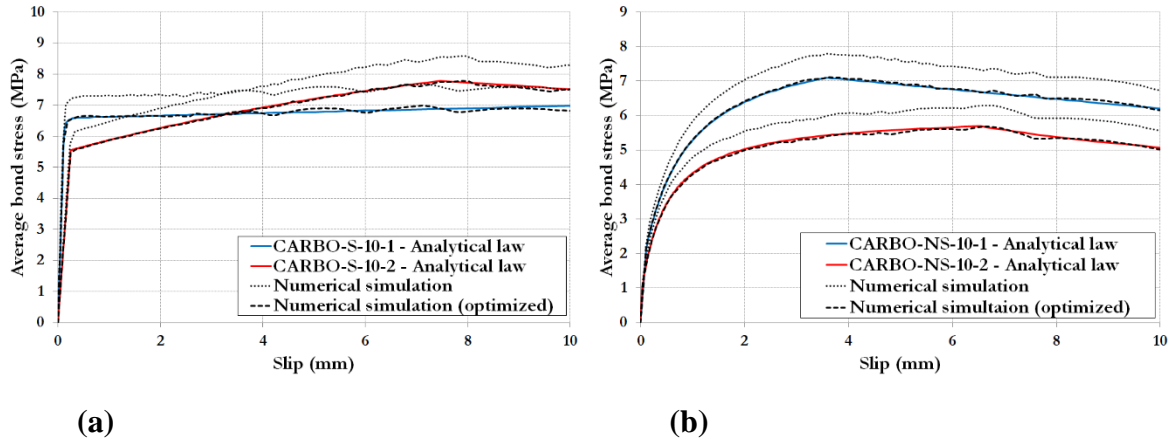 10
9
8
7
6
5
4
3
2
1
0
Average bond stress (MPa)
CARBO-S-10-1 - Analytical law
CARBO-S-10-2 - Analytical law
Numerical simulation
Numerical simulation (optimized)
0 2 4 6 8 10
Slip (mm)
(a)
9
8
7
6
5
4
3
2
1
0
Average bond stress (MPa)
CARBO-NS-10-1 - Analytical law
CARBO-NS-10-2 - Analytical law
Numerical simulation
Numerical simultaion (optimized)
0 2 4 6 8 10
Slip (mm)
(b)